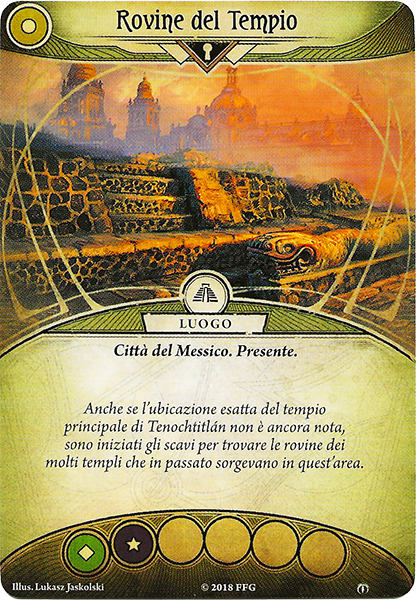 Rovine del Tempio
LUOGO
Città del Messico. Presente.
Anche se l'ubicazione esatta del tempio
principale di Tenochtitlán non è ancora nota,
sono iniziati gli scavi per trovare le rovine dei
molti templi che in passato sorgevano in quest'area.
Illus. Lukasz Jaskolski
© 2018 FFG